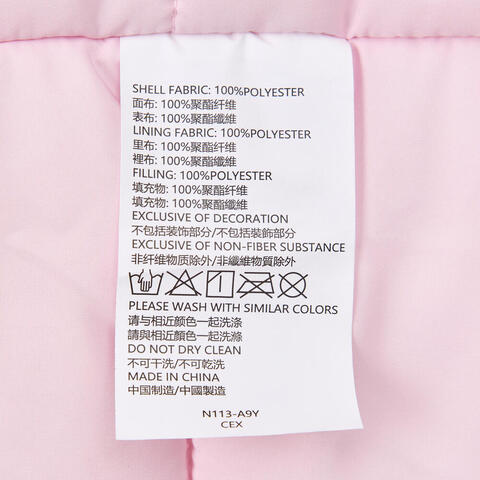 SHELL FABRIC: 100%POLYESTER
面布: 100%聚酯纤维
表布: 100%聚酯纖維
LINING FABRIC: 100%POLYESTER
里布: 100%聚酯纤维
裡布: 100%聚酯纖維
FILLING: 100%POLYESTER
填充物: 100%聚酯纤维
填充物: 100%聚酯纖維
EXCLUSIVE OF DECORATION
不包括装饰部分/不包括裝飾部分
EXCLUSIVE OF NON-FIBER SUBSTANCE
非纤维物质除外/非纖維物質除外
PLEASE WASH WITH SIMILAR COLORS
请与相近颜色一起洗涤
請與相近顏色一起洗滌
DO NOT DRY CLEAN
不可干洗/不可乾洗
MADE IN CHINA
中国制造/中國製造
N113-A9Y
CEX